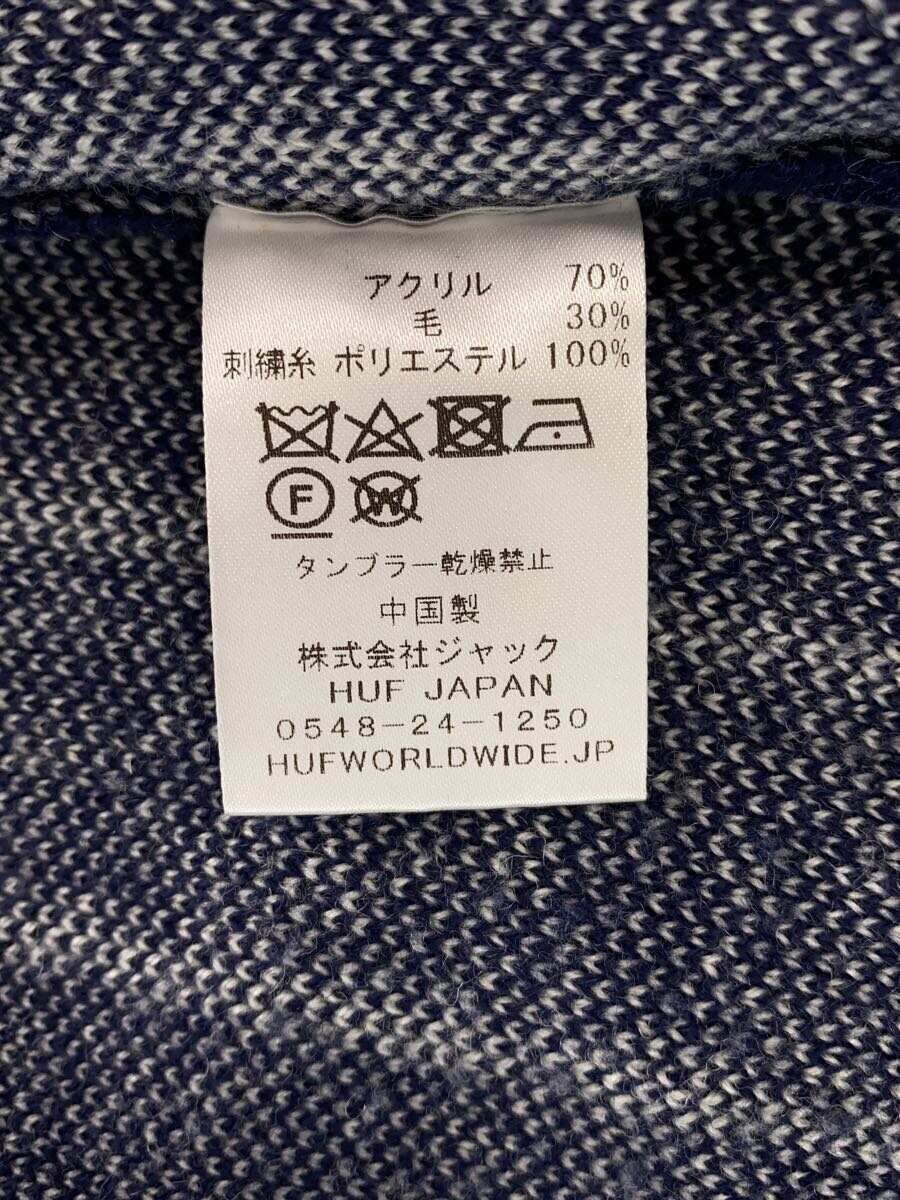 アクリル 70%
毛 30%
刺繍糸 ポリエステル 100%
F W
タンブラー乾燥禁止
中国製
株式会社ジャック
HUF JAPAN
0548-24-1250
HUFWORLDWIDE.JP